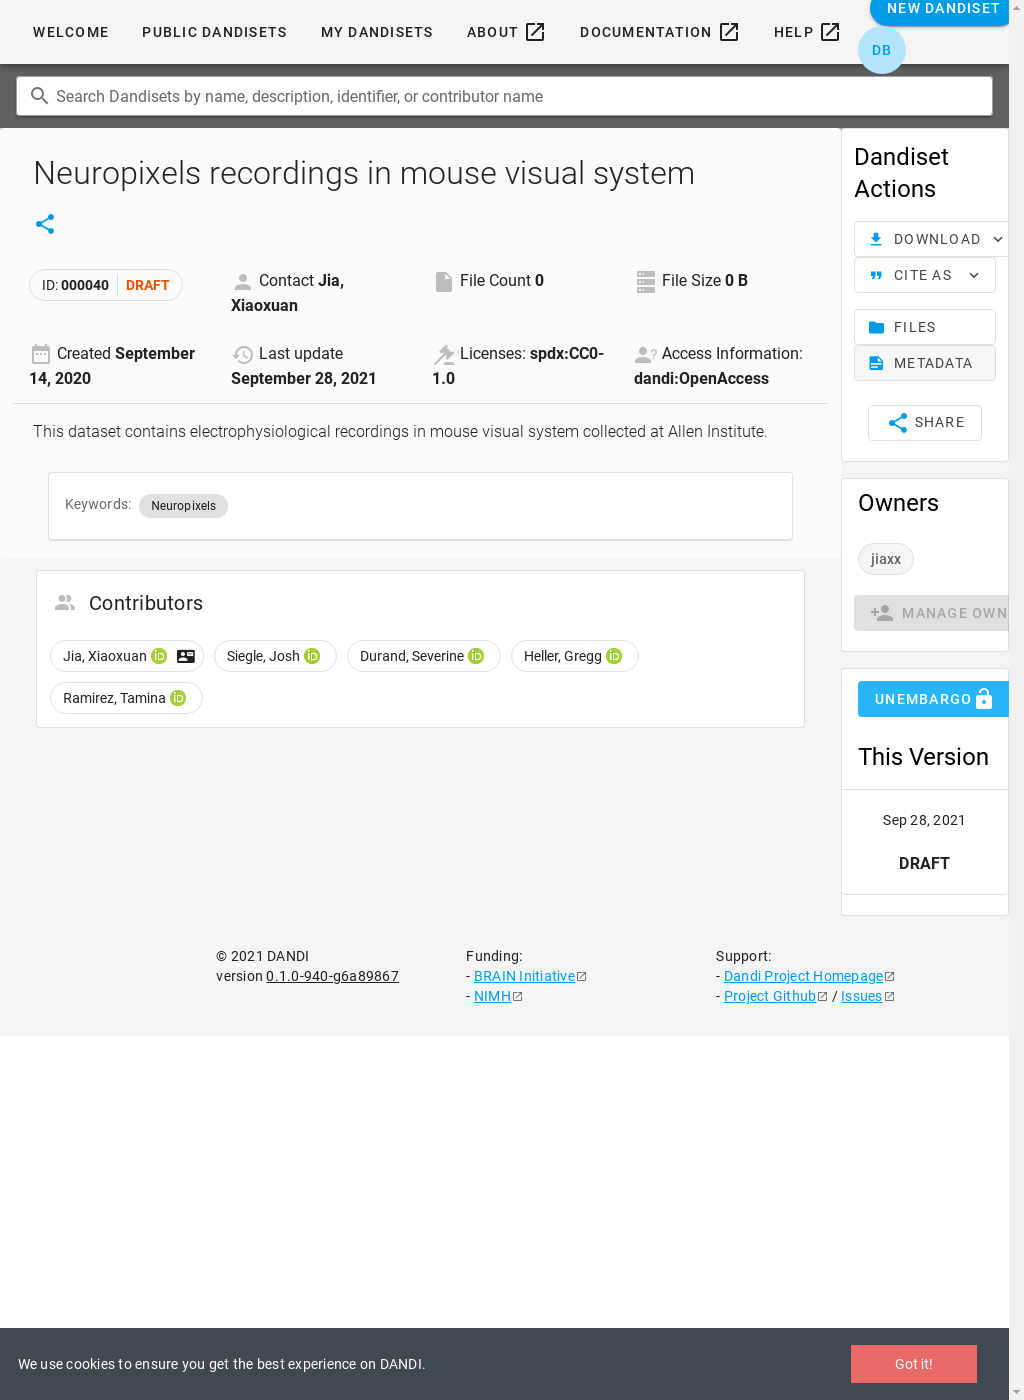 WELCOME
PUBLIC DANDISETS
MY DANDISETS
ABOUT
DOCUMENTATION
HELP
NEW DANDISET
DB
Search Dandisets by name, description, identifier, or contributor name
Neuropixels recordings in mouse visual system
ID: 000040 DRAFT
Contact Jia,
Xiaoxuan
File Count 0
File Size 0 B
Created September
14, 2020
Last update
September 28, 2021
Licenses: spdx:CC0-
1.0
Access Information:
dandi:OpenAccess
This dataset contains electrophysiological recordings in mouse visual system collected at Allen Institute.
Keywords: Neuropixels
Contributors
Jia, Xiaoxuan iD
Siegle, Josh iD
Durand, Severine iD
Heller, Gregg iD
Ramirez, Tamina iD
Dandiset
Actions
DOWNLOAD
CITE AS
FILES
METADATA
SHARE
Owners
jiaxx
MANAGE OWN
UNEMBARGO
This Version
Sep 28, 2021
DRAFT
© 2021 DANDI
version 0.1.0-940-g6a89867
Funding:
- BRAIN Initiative
- NIMH
Support:
- Dandi Project Homepage
- Project Github / Issues
We use cookies to ensure you get the best experience on DANDI.
Got it!